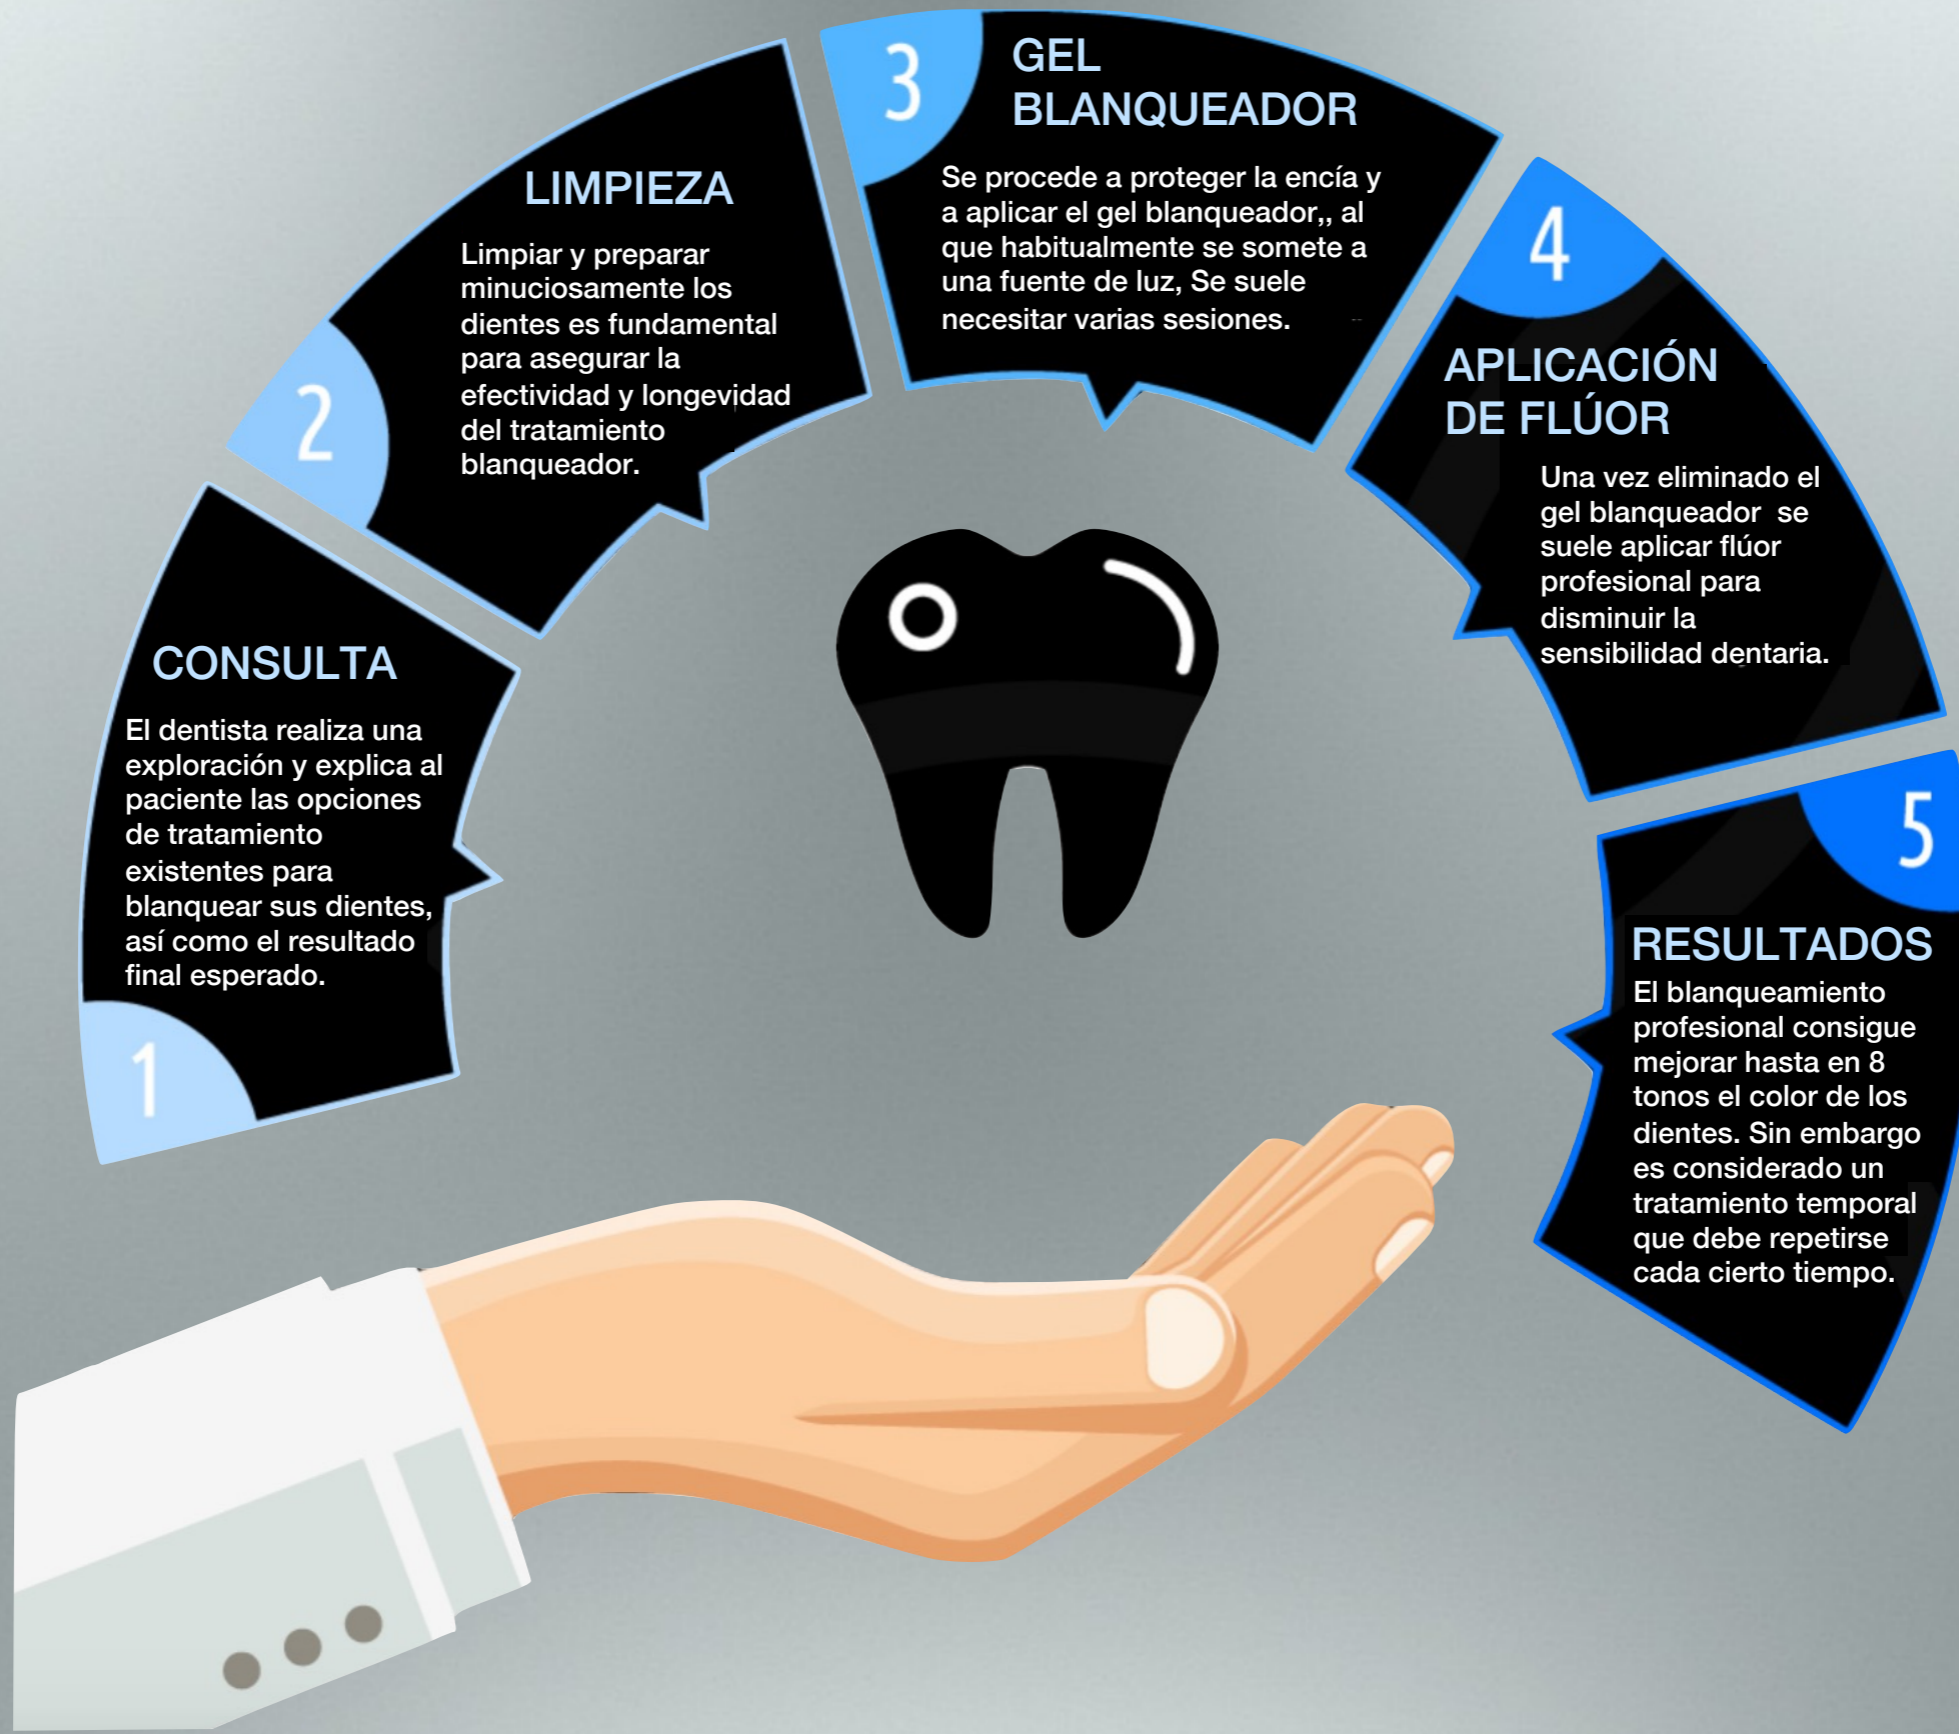 1
CONSULTA
El dentista realiza una
exploración y explica al
paciente las opciones
de tratamiento
existentes para
blanquear sus dientes,
así como el resultado
final esperado.
2
LIMPIEZA
Limpiar y preparar
minuciosamente los
dientes es fundamental
para asegurar la
efectividad y longevidad
del tratamiento
blanqueador.
3
GEL
BLANQUEADOR
Se procede a proteger la encía y
a aplicar el gel blanqueador,, al
que habitualmente se somete a
una fuente de luz, Se suele
necesitar varias sesiones.
4
APLICACIÓN
DE FLÚOR
Una vez eliminado el
gel blanqueador se
suele aplicar flúor
profesional para
disminuir la
sensibilidad dentaria.
5
RESULTADOS
El blanqueamiento
profesional consigue
mejorar hasta en 8
tonos el color de los
dientes. Sin embargo
es considerado un
tratamiento temporal
que debe repetirse
cada cierto tiempo.